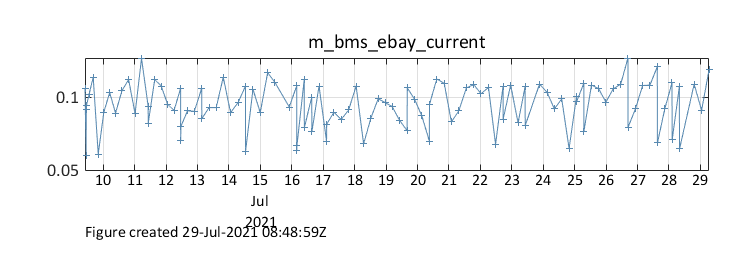 m_bms_ebay_current
0.1
0.05
10 11 12 13 14 15 16 17 18 19 20 21 22 23 24 25 26 27 28 29
Jul
2021
Figure created 29-Jul-2021 08:48:59Z